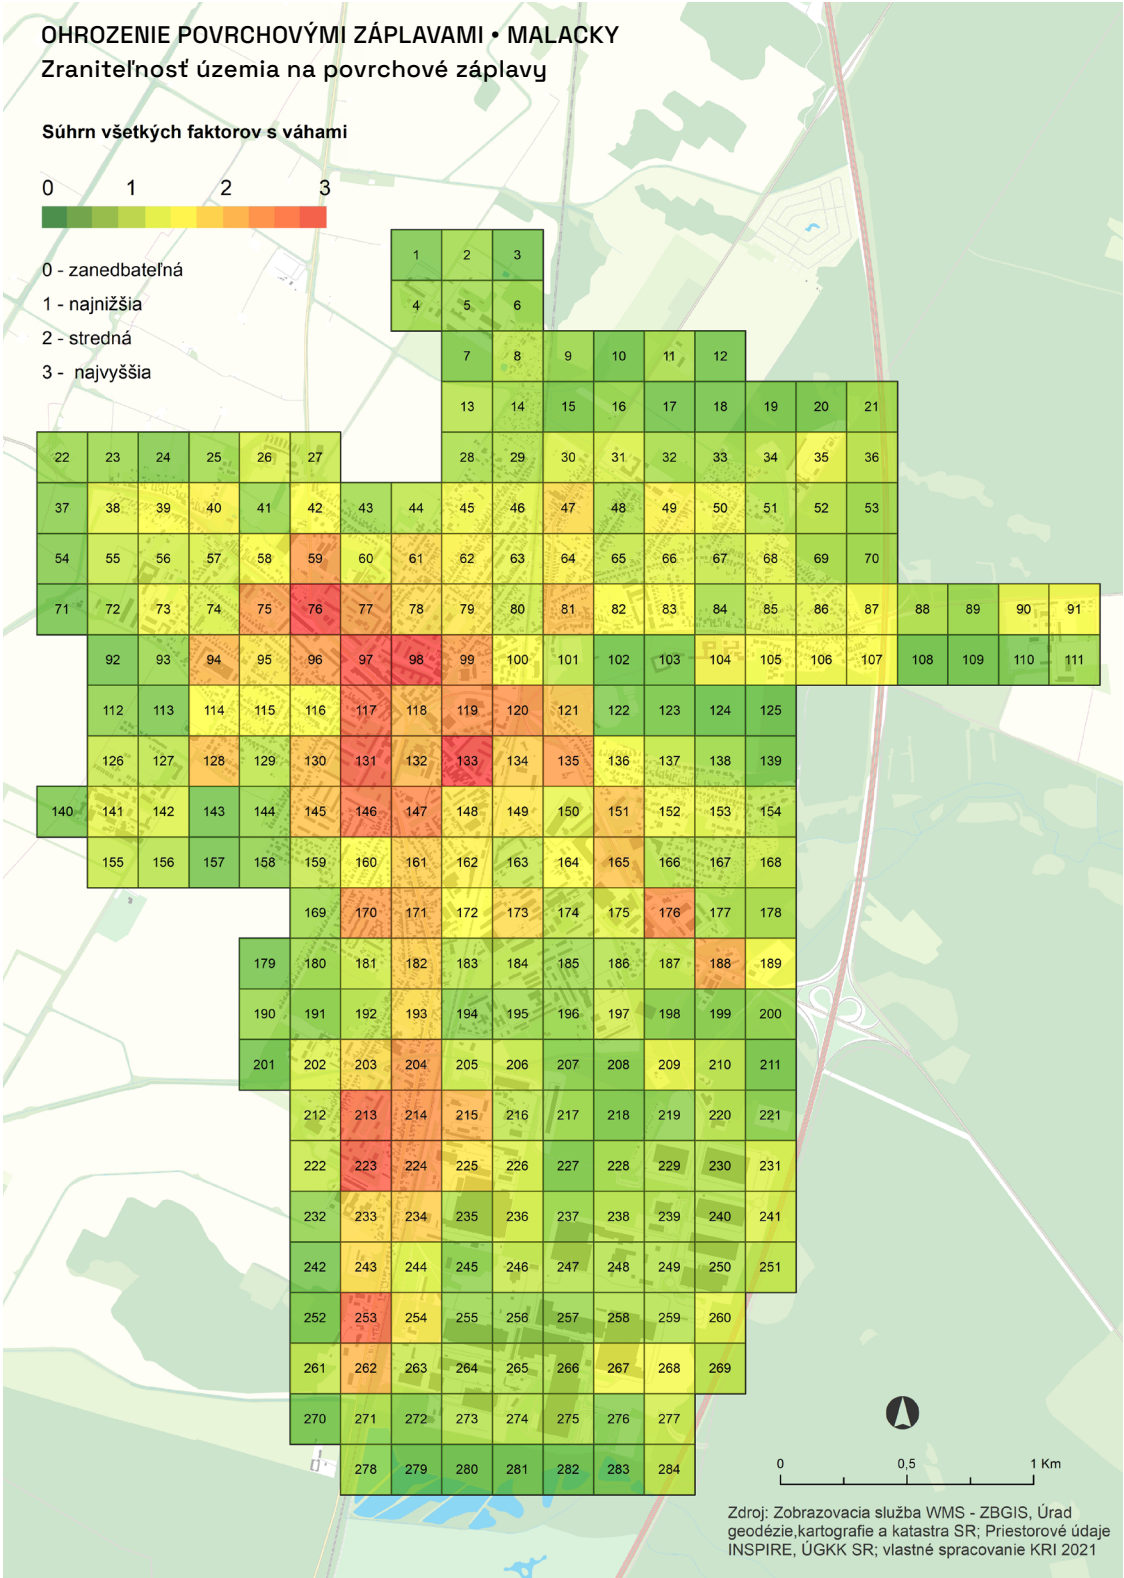 OHROZENIE POVRCHOVÝMI ZÁPLAVAMI • MALACKY
Zraniteľnosť územia na povrchové záplavy
Súhrn všetkých faktorov s váhami
0 1 2 3
0 - zanedbateľná
1 - najnižšia
2 - stredná
3 - najvyššia
1 2 3
4 5 6
7 8 9 10 11 12
13 14 15 16 17 18 19 20 21
22 23 24 25 26 27 28 29 30 31 32 33 34 35 36
37 38 39 40 41 42 43 44 45 46 47 48 49 50 51 52 53
54 55 56 57 58 59 60 61 62 63 64 65 66 67 68 69 70
71 72 73 74 75 76 77 78 79 80 81 82 83 84 85 86 87 88 89 90 91
92 93 94 95 96 97 98 99 100 101 102 103 104 105 106 107 108 109 110 111
112 113 114 115 116 117 118 119 120 121 122 123 124 125
126 127 128 129 130 131 132 133 134 135 136 137 138 139
140 141 142 143 144 145 146 147 148 149 150 151 152 153 154
155 156 157 158 159 160 161 162 163 164 165 166 167 168
169 170 171 172 173 174 175 176 177 178
179 180 181 182 183 184 185 186 187 188 189
190 191 192 193 194 195 196 197 198 199 200
201 202 203 204 205 206 207 208 209 210 211
212 213 214 215 216 217 218 219 220 221
222 223 224 225 226 227 228 229 230 231
232 233 234 235 236 237 238 239 240 241
242 243 244 245 246 247 248 249 250 251
252 253 254 255 256 257 258 259 260
261 262 263 264 265 266 267 268 269
270 271 272 273 274 275 276 277
278 279 280 281 282 283 284
0 0,5 1 Km
Zdroj: Zobrazovacia služba WMS - ZBGIS, Úrad
geodézie,kartografie a katastra SR; Priestorové údaje
INSPIRE, ÚGKK SR; vlastné spracovanie KRI 2021